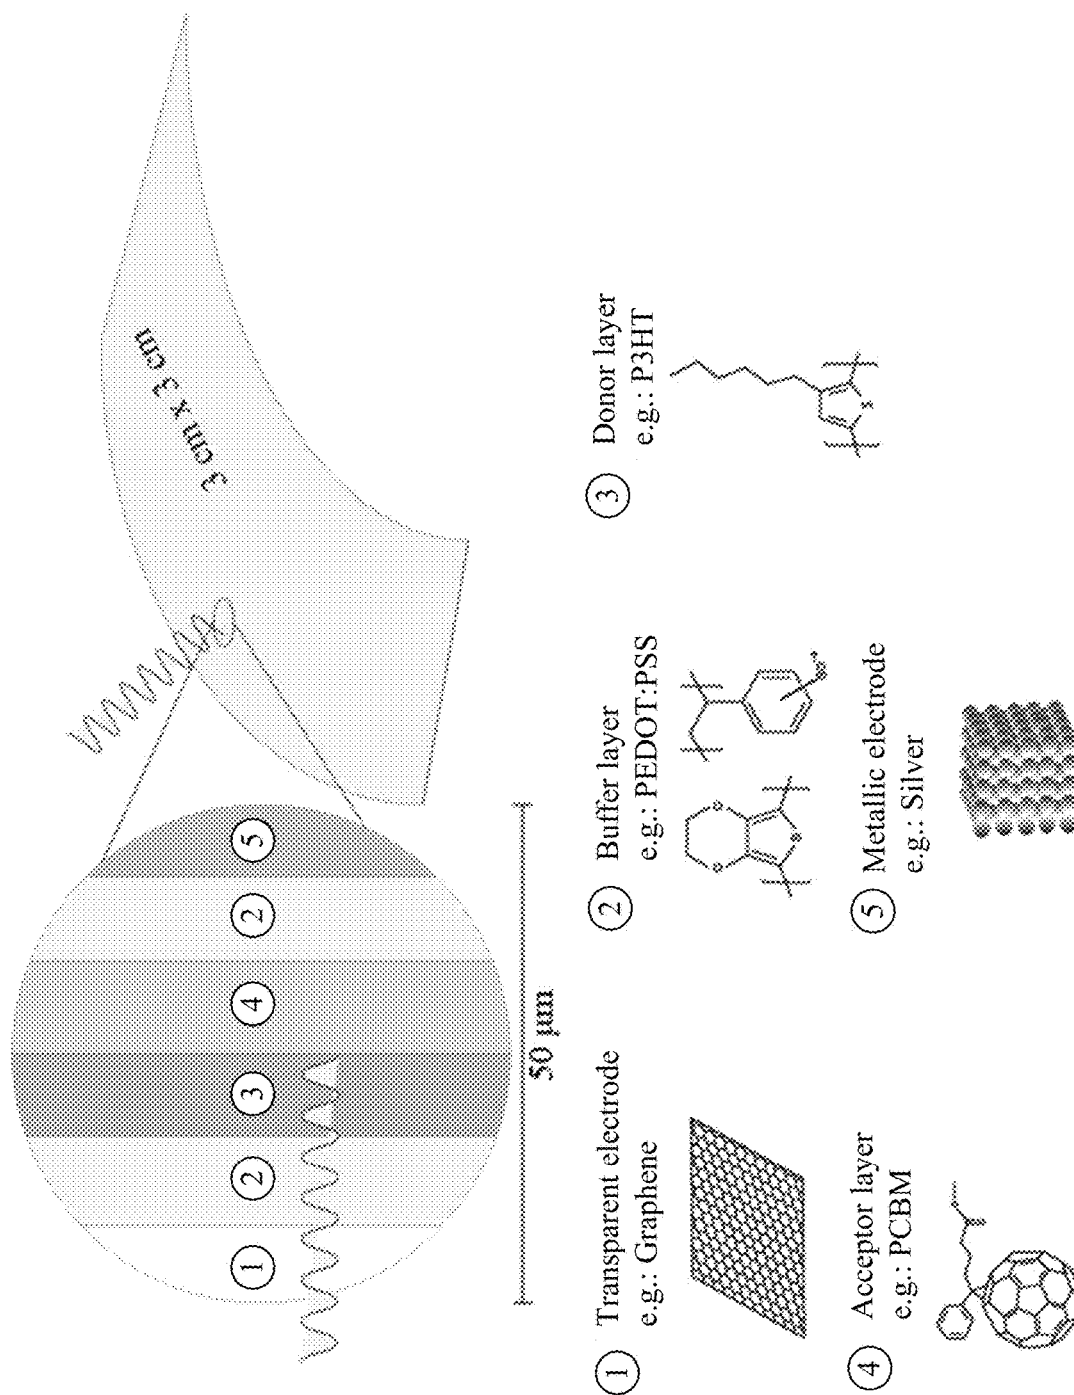 3 cm x 3 cm
1
2
3
4
2
5
50 µm
1 Transparent electrode
e.g.: Graphene
2 Buffer layer
e.g.: PEDOT:PSS
3 Donor layer
e.g.: P3HT
4 Acceptor layer
e.g.: PCBM
5 Metallic electrode
e.g.: Silver